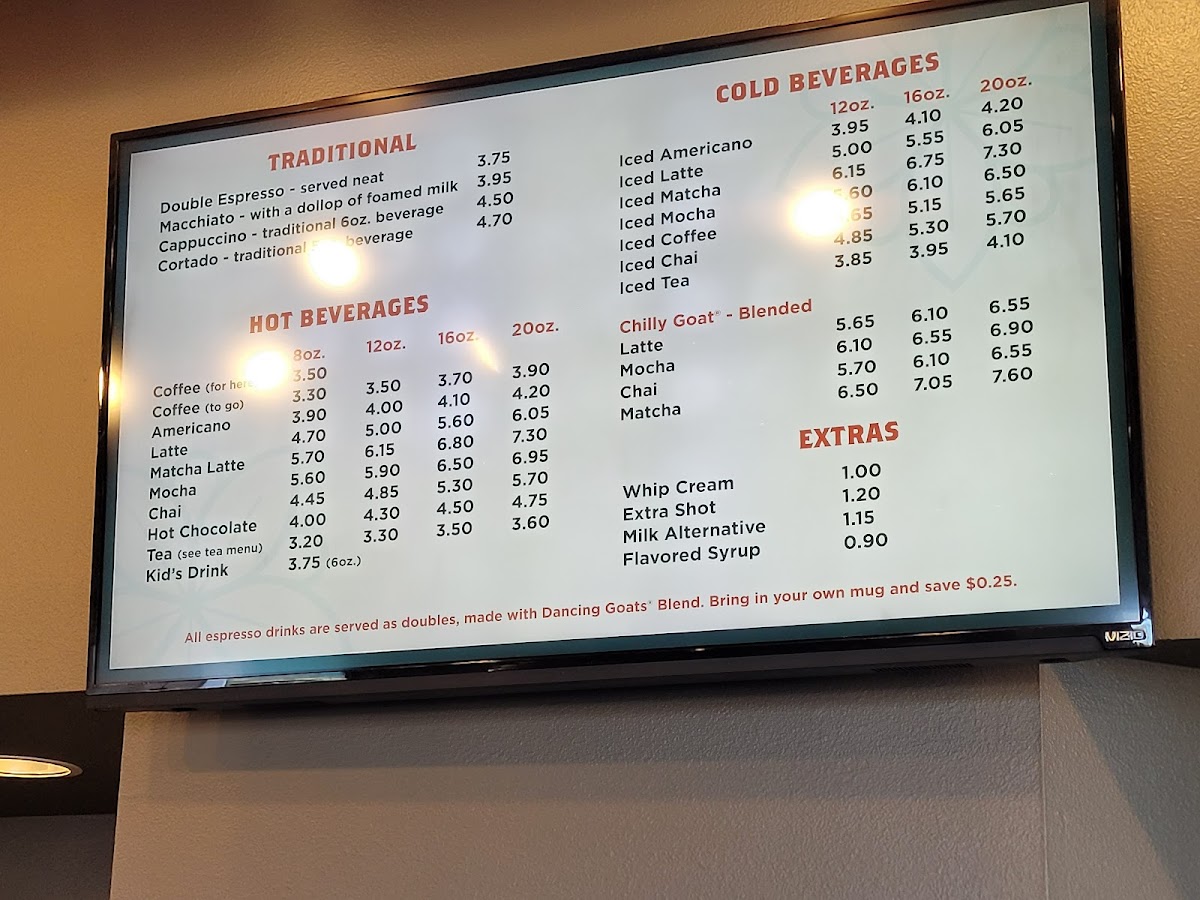 TRADITIONAL
Double Espresso - served neat 3.75
Macchiato - with a dollop of foamed milk 3.95
Cappuccino - traditional 6oz. beverage 4.50
Cortado - traditional beverage 4.70
HOT BEVERAGES
8oz. 12oz. 16oz. 20oz.
Coffee (for here 3.50
Coffee (to go) 3.30 3.50 3.70 3.90
Americano 3.90 4.00 4.10 4.20
Latte 4.70 5.00 5.60 6.05
Matcha Latte 5.70 6.15 6.80 7.30
Mocha 5.60 5.90 6.50 6.95
Chai 4.45 4.85 5.30 5.70
Hot Chocolate 4.00 4.30 4.50 4.75
Tea (see tea menu) 3.20 3.30 3.50 3.60
Kid's Drink 3.75 (6oz.)
COLD BEVERAGES
12oz. 16oz. 20oz.
Iced Americano 3.95 4.10 4.20
Iced Latte 5.00 5.55 6.05
Iced Matcha 6.15 6.75 7.30
Iced Mocha 6.10 6.50
Iced Coffee 5.15 5.65
Iced Chai 4.85 5.30 5.70
Iced Tea 3.85 3.95 4.10
Chilly Goat® - Blended
Latte 5.65 6.10 6.55
Mocha 6.10 6.55 6.90
Chai 5.70 6.10 6.55
Matcha 6.50 7.05 7.60
EXTRAS
Whip Cream 1.00
Extra Shot 1.20
Milk Alternative 1.15
Flavored Syrup 0.90
All espresso drinks are served as doubles, made with Dancing Goats® Blend. Bring in your own mug and save $0.25.
VIZIO